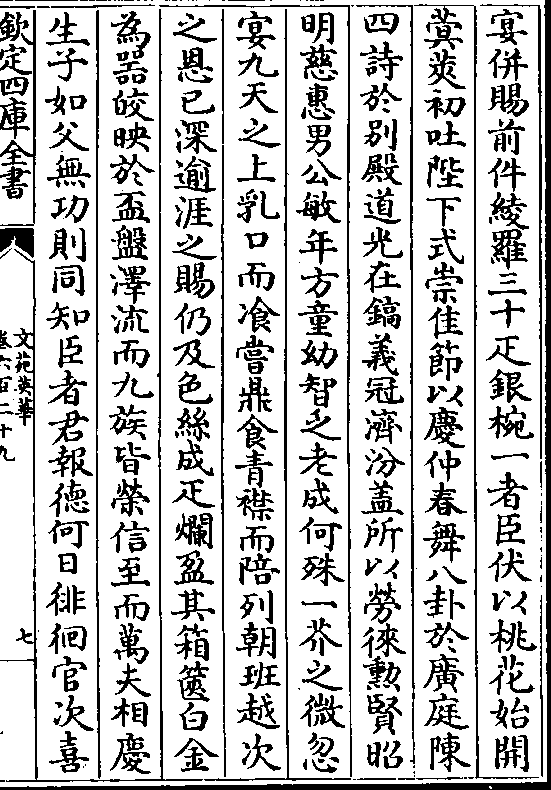 宴併賜前件綾羅三十疋銀椀一者臣伏以桃花始開
蓂莢初吐陛下式崇佳節以慶仲春舞八卦於廣庭陳
四詩於別殿道光在鎬義冠濟汾盖所以勞徠勲賢昭
明慈惠男公敏年方童幼智乏老成何殊一芥之微忽
宴九天之上乳口而飡嘗鼎食青襟而陪列朝班越次
之恩已深逾涯之賜仍及色絲成疋爛盈其箱篋白金
為器皎映於盃盤澤流而九族皆榮信至而萬夫相慶
生子如父無功則同知臣者君報德何日徘徊官次喜
欽定四庫全書
文苑英華
卷六百二十九
七